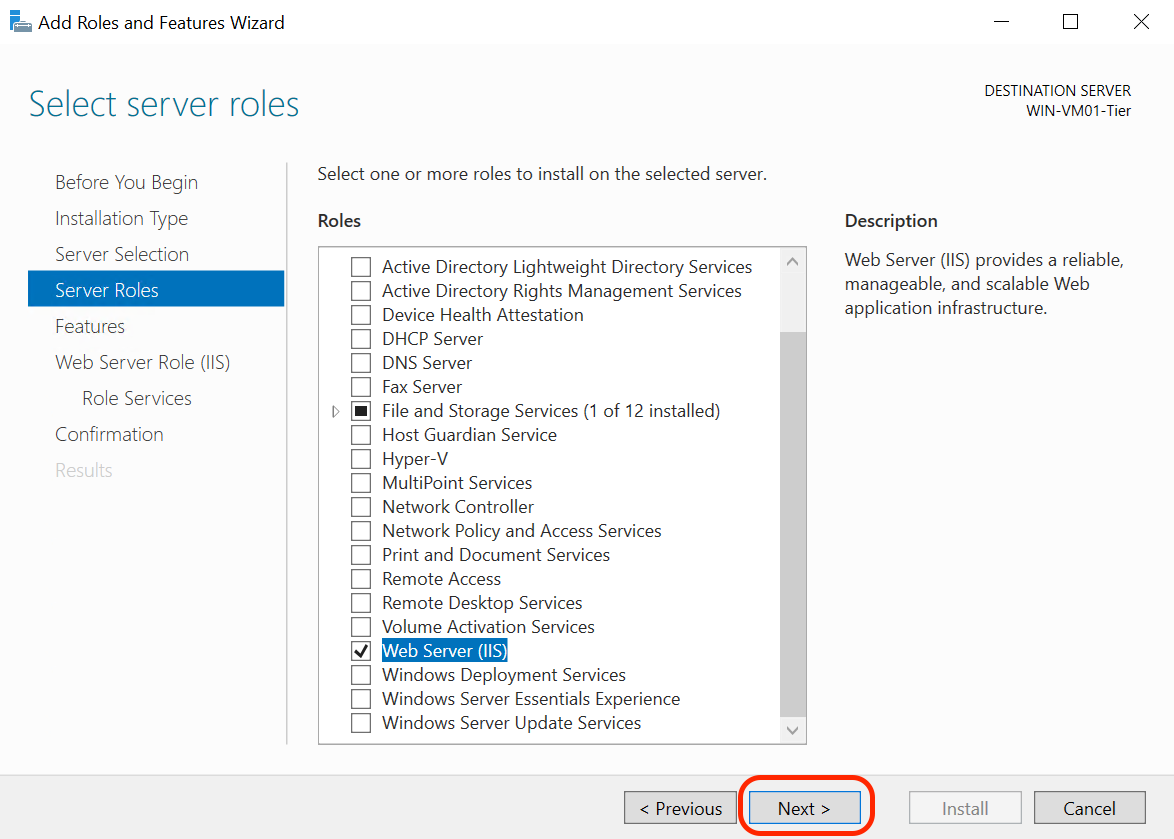 Add Roles and Features Wizard
Select server roles
DESTINATION SERVER
WIN-VM01-Tier
Before You Begin
Installation Type
Server Selection
Server Roles
Features
Web Server Role (IIS)
Role Services
Confirmation
Results
Select one or more roles to install on the selected server.
Roles
Active Directory Lightweight Directory Services
Active Directory Rights Management Services
Device Health Attestation
DHCP Server
DNS Server
Fax Server
File and Storage Services (1 of 12 installed)
Host Guardian Service
Hyper-V
MultiPoint Services
Network Controller
Network Policy and Access Services
Print and Document Services
Remote Access
Remote Desktop Services
Volume Activation Services
Web Server (IIS)
Windows Deployment Services
Windows Server Essentials Experience
Windows Server Update Services
Description
Web Server (IIS) provides a reliable,
manageable, and scalable Web
application infrastructure.
< Previous
Next >
Install
Cancel